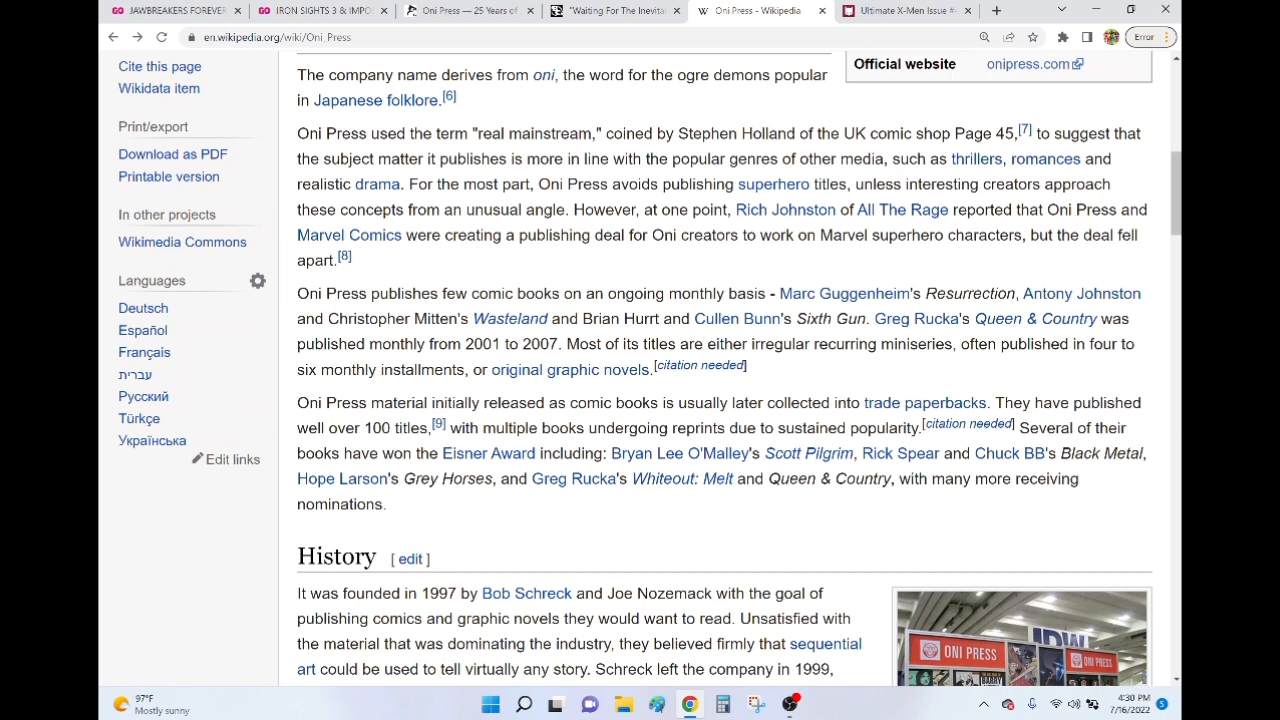 JAWBREAKERS FOREVER
IRON SIGHTS 3 & IMPO
Oni Press — 25 Years of
"Waiting For The Inevita
Oni Press - Wikipedia
Ultimate X-Men Issue #
en.wikipedia.org/wiki/Oni_Press
Error
Cite this page
Wikidata item
Print/export
Download as PDF
Printable version
In other projects
Wikimedia Commons
Languages
Deutsch
Español
Français
עברית
Русский
Türkçe
Українська
Edit links
Official website onipress.com
The company name derives from oni, the word for the ogre demons popular
in Japanese folklore.[6]
Oni Press used the term "real mainstream," coined by Stephen Holland of the UK comic shop Page 45,[7] to suggest that
the subject matter it publishes is more in line with the popular genres of other media, such as thrillers, romances and
realistic drama. For the most part, Oni Press avoids publishing superhero titles, unless interesting creators approach
these concepts from an unusual angle. However, at one point, Rich Johnston of All The Rage reported that Oni Press and
Marvel Comics were creating a publishing deal for Oni creators to work on Marvel superhero characters, but the deal fell
apart.[8]
Oni Press publishes few comic books on an ongoing monthly basis - Marc Guggenheim's Resurrection, Antony Johnston
and Christopher Mitten's Wasteland and Brian Hurrt and Cullen Bunn's Sixth Gun. Greg Rucka's Queen & Country was
published monthly from 2001 to 2007. Most of its titles are either irregular recurring miniseries, often published in four to
six monthly installments, or original graphic novels.[citation needed]
Oni Press material initially released as comic books is usually later collected into trade paperbacks. They have published
well over 100 titles,[9] with multiple books undergoing reprints due to sustained popularity.[citation needed] Several of their
books have won the Eisner Award including: Bryan Lee O'Malley's Scott Pilgrim, Rick Spear and Chuck BB's Black Metal,
Hope Larson's Grey Horses, and Greg Rucka's Whiteout: Melt and Queen & Country, with many more receiving
nominations.
History [ edit ]
It was founded in 1997 by Bob Schreck and Joe Nozemack with the goal of
publishing comics and graphic novels they would want to read. Unsatisfied with
the material that was dominating the industry, they believed firmly that sequential
art could be used to tell virtually any story. Schreck left the company in 1999,
IDW
ONI PRESS
ONI PRESS
97°F
Mostly sunny
4:30 PM
7/16/2022
5